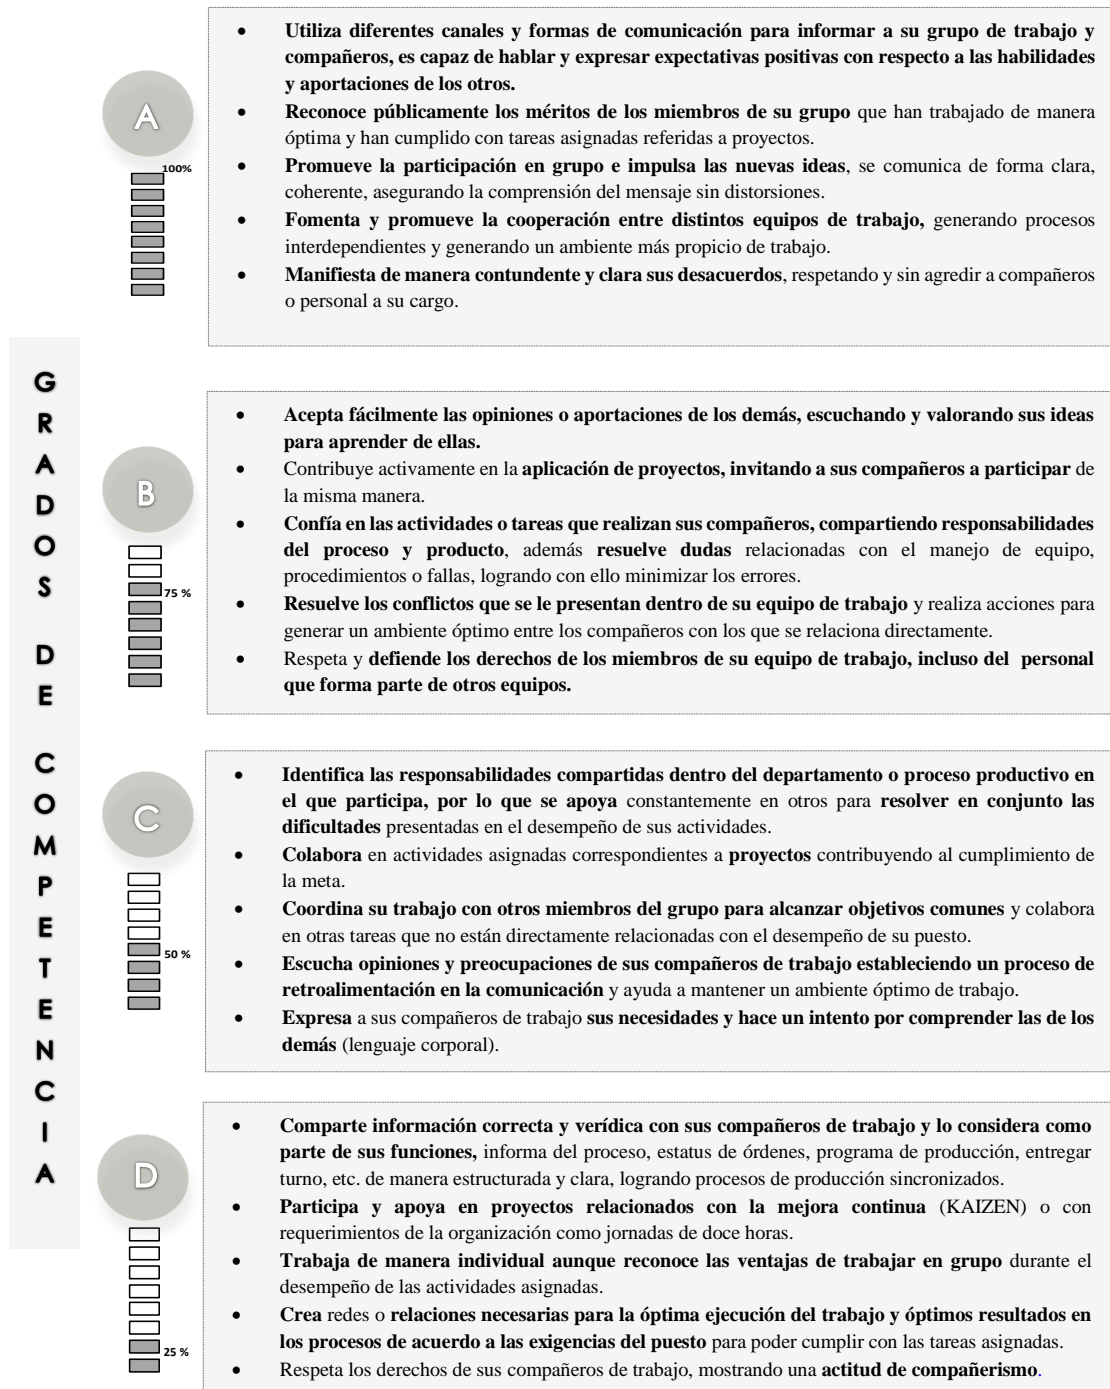 GRADOS DE COMPETENCIA
A
100%
• Utiliza diferentes canales y formas de comunicación para informar a su grupo de trabajo y
compañeros, es capaz de hablar y expresar expectativas positivas con respecto a las habilidades
y aportaciones de los otros.
• Reconoce públicamente los méritos de los miembros de su grupo que han trabajado de manera
óptima y han cumplido con tareas asignadas referidas a proyectos.
• Promueve la participación en grupo e impulsa las nuevas ideas, se comunica de forma clara,
coherente, asegurando la comprensión del mensaje sin distorsiones.
• Fomenta y promueve la cooperación entre distintos equipos de trabajo, generando procesos
interdependientes y generando un ambiente más propicio de trabajo.
• Manifiesta de manera contundente y clara sus desacuerdos, respetando y sin agredir a compañeros
o personal a su cargo.
B
75 %
• Acepta fácilmente las opiniones o aportaciones de los demás, escuchando y valorando sus ideas
para aprender de ellas.
• Contribuye activamente en la aplicación de proyectos, invitando a sus compañeros a participar de
la misma manera.
• Confía en las actividades o tareas que realizan sus compañeros, compartiendo responsabilidades
del proceso y producto, además resuelve dudas relacionadas con el manejo de equipo,
procedimientos o fallas, logrando con ello minimizar los errores.
• Resuelve los conflictos que se le presentan dentro de su equipo de trabajo y realiza acciones para
generar un ambiente óptimo entre los compañeros con los que se relaciona directamente.
• Respeta y defiende los derechos de los miembros de su equipo de trabajo, incluso del personal
que forma parte de otros equipos.
C
50 %
• Identifica las responsabilidades compartidas dentro del departamento o proceso productivo en
el que participa, por lo que se apoya constantemente en otros para resolver en conjunto las
dificultades presentadas en el desempeño de sus actividades.
• Colabora en actividades asignadas correspondientes a proyectos contribuyendo al cumplimiento de
la meta.
• Coordina su trabajo con otros miembros del grupo para alcanzar objetivos comunes y colabora
en otras tareas que no están directamente relacionadas con el desempeño de su puesto.
• Escucha opiniones y preocupaciones de sus compañeros de trabajo estableciendo un proceso de
retroalimentación en la comunicación y ayuda a mantener un ambiente óptimo de trabajo.
• Expresa a sus compañeros de trabajo sus necesidades y hace un intento por comprender las de los
demás (lenguaje corporal).
D
25 %
• Comparte información correcta y verídica con sus compañeros de trabajo y lo considera como
parte de sus funciones, informa del proceso, estatus de órdenes, programa de producción, entregar
turno, etc. de manera estructurada y clara, logrando procesos de producción sincronizados.
• Participa y apoya en proyectos relacionados con la mejora continua (KAIZEN) o con
requerimientos de la organización como jornadas de doce horas.
• Trabaja de manera individual aunque reconoce las ventajas de trabajar en grupo durante el
desempeño de las actividades asignadas.
• Crea redes o relaciones necesarias para la óptima ejecución del trabajo y óptimos resultados en
los procesos de acuerdo a las exigencias del puesto para poder cumplir con las tareas asignadas.
• Respeta los derechos de sus compañeros de trabajo, mostrando una actitud de compañerismo.